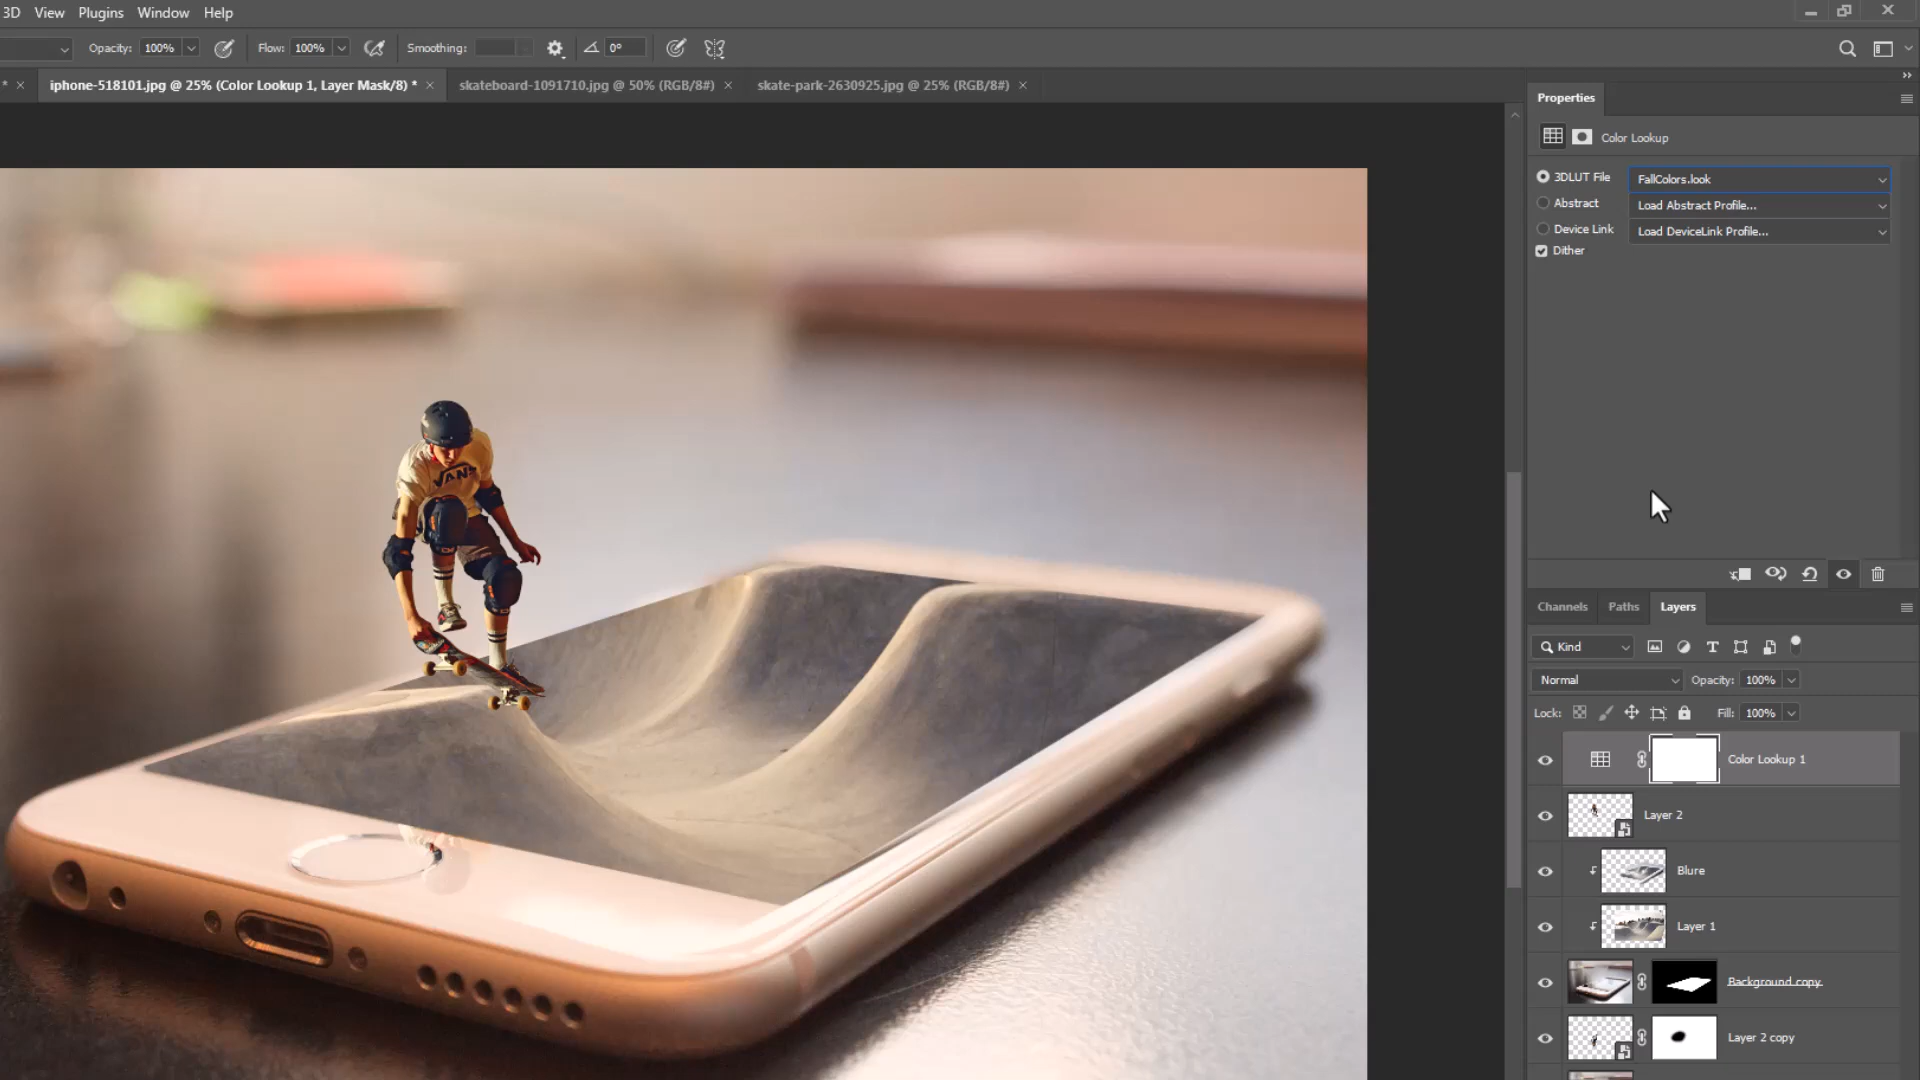 3D View Plugins Window Help
Opacity: 100% Flow: 100% Smoothing: 0°
* × iphone-518101.jpg @ 25% (Color Lookup 1, Layer Mask/8) * × skateboard-1091710.jpg @ 50% (RGB/8#) × skate-park-2630925.jpg @ 25% (RGB/8#) ×
Properties
Color Lookup
3DLUT File FallColors.look
Abstract Load Abstract Profile...
Device Link Load DeviceLink Profile...
Dither
VANS
Channels Paths Layers
Kind T
Normal Opacity: 100%
Lock: Fill: 100%
Color Lookup 1
Layer 2
Blure
Layer 1
Background copy
Layer 2 copy